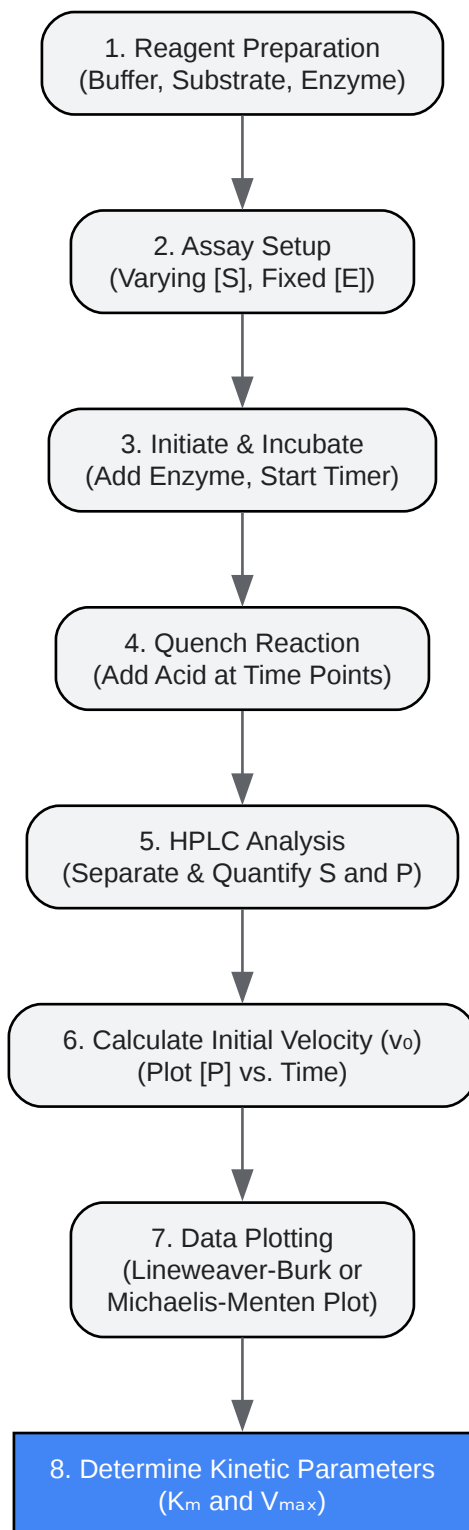 1. Reagent Preparation
(Buffer, Substrate, Enzyme)
2. Assay Setup
(Varying [S], Fixed [E])
3. Initiate & Incubate
(Add Enzyme, Start Timer)
4. Quench Reaction
(Add Acid at Time Points)
5. HPLC Analysis
(Separate & Quantify S and P)
6. Calculate Initial Velocity (v₀)
(Plot [P] vs. Time)
7. Data Plotting
(Lineweaver-Burk or
Michaelis-Menten Plot)
8. Determine Kinetic Parameters
(Kₘ and Vₘₐₓ)